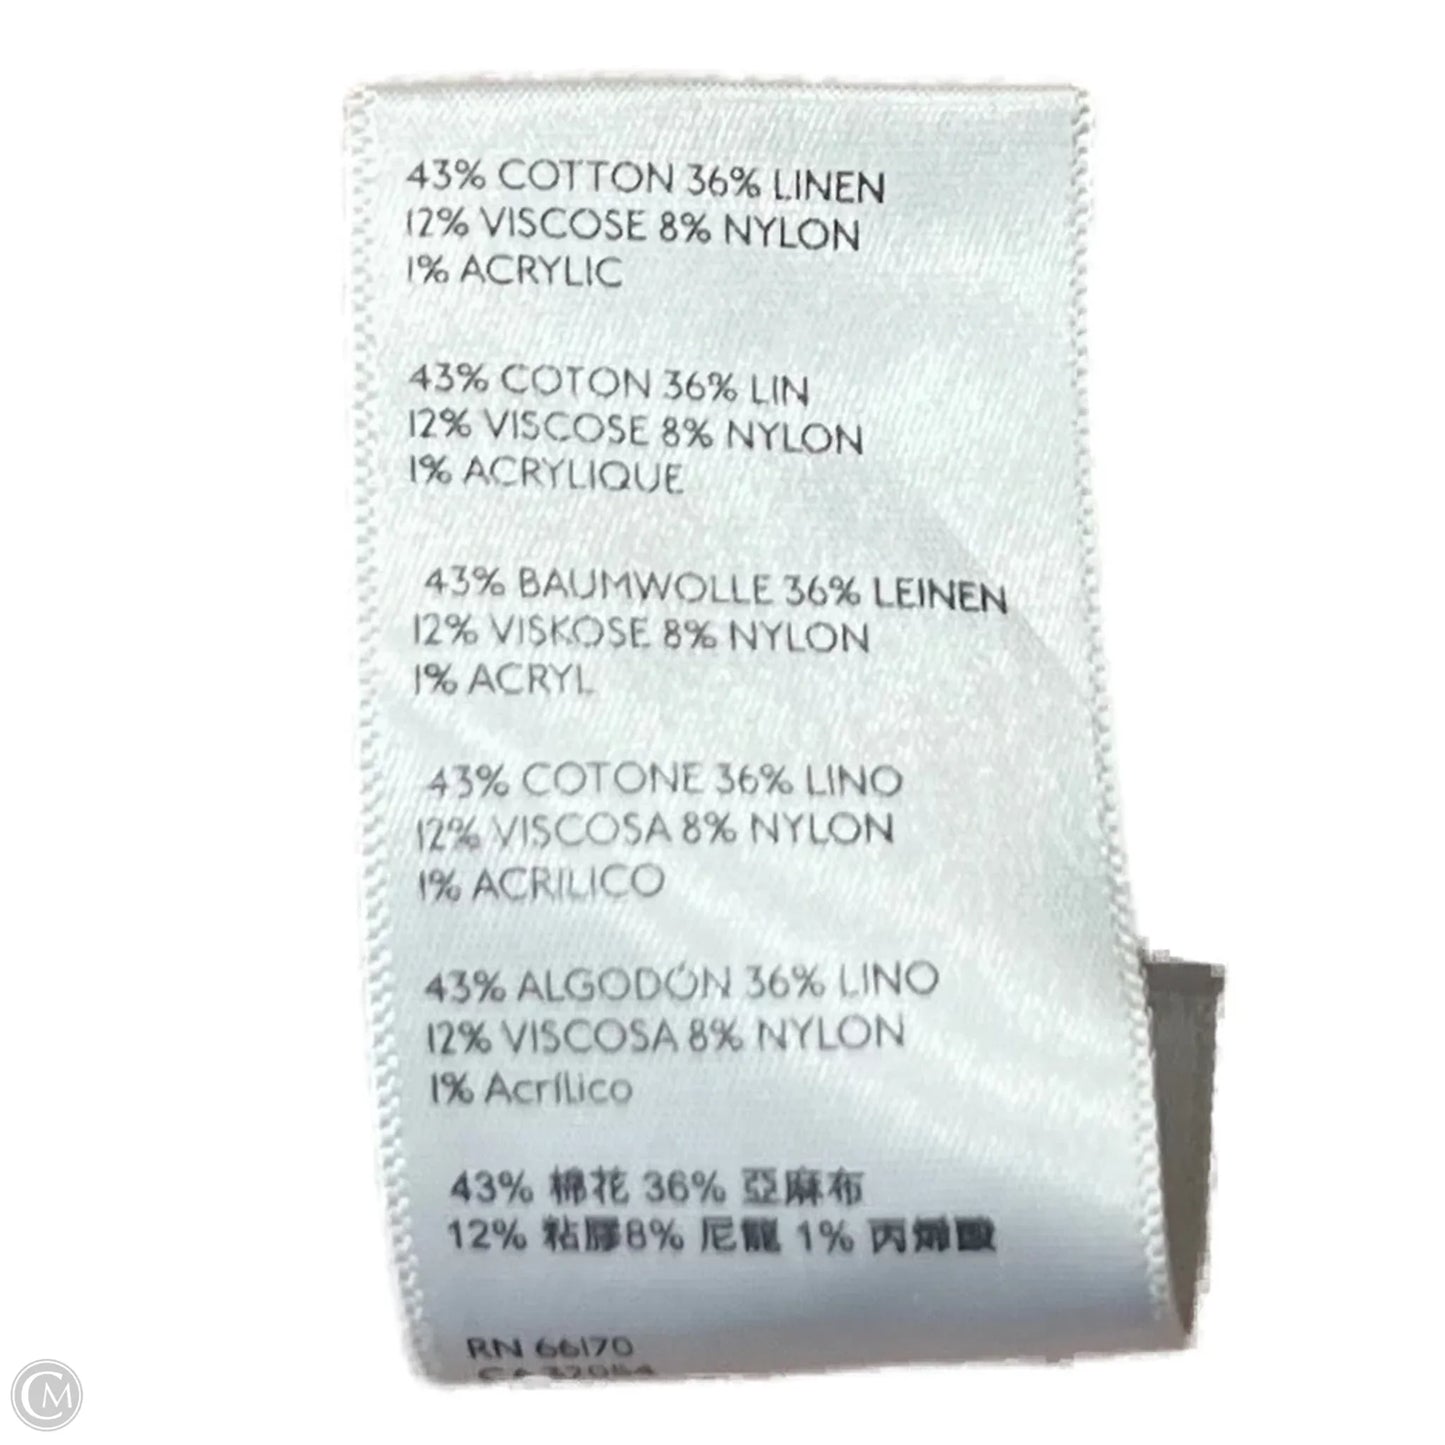 43% COTTON 36% LINEN
12% VISCOSE 8% NYLON
1% ACRYLIC
43% COTON 36% LIN
12% VISCOSE 8% NYLON
1% ACRYLIQUE
43% BAUMWOLLE 36% LEINEN
12% VISKOSE 8% NYLON
1% ACRYL
43% COTONE 36% LINO
12% VISCOSA 8% NYLON
1% ACRILICO
43% ALGODÓN 36% LINO
12% VISCOSA 8% NYLON
1% Acrílico
43% 棉花 36% 亞麻布
12% 粘膠8% 尼龍 1% 丙烯酸
RN 66170
CM